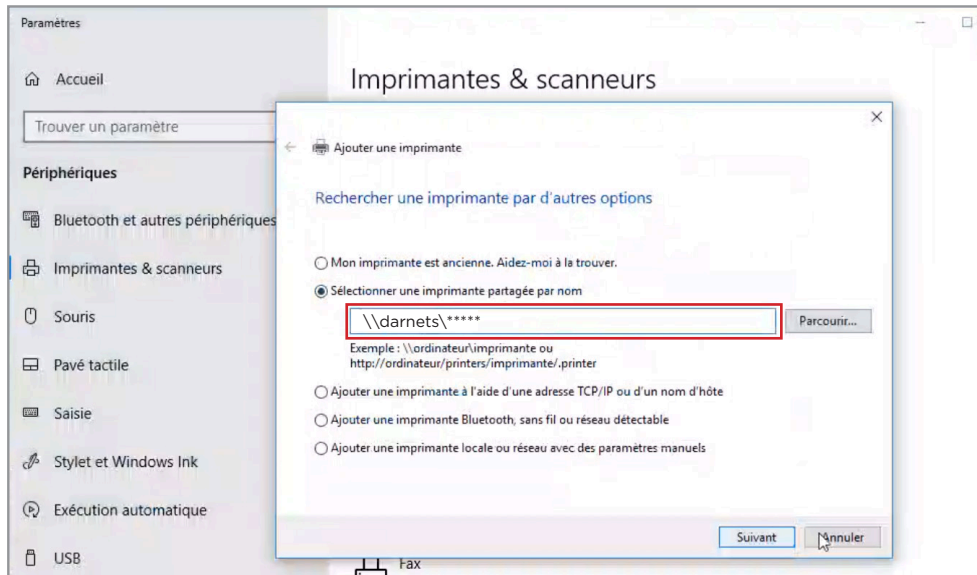 Paramètres
Accueil
Trouver un paramètre
Périphériques
Bluetooth et autres périphériques
Imprimantes & scanneurs
Souris
Pavé tactile
Saisie
Stylet et Windows Ink
Exécution automatique
USB
Imprimantes & scanneurs
Ajouter une imprimante
Rechercher une imprimante par d'autres options
Mon imprimante est ancienne. Aidez-moi à la trouver.
Sélectionner une imprimante partagée par nom
\\darnets\*****
Parcourir...
Exemple : \\ordinateur\imprimante ou
http://ordinateur/printers/imprimante/.printer
Ajouter une imprimante à l'aide d'une adresse TCP/IP ou d'un nom d'hôte
Ajouter une imprimante Bluetooth, sans fil ou réseau détectable
Ajouter une imprimante locale ou réseau avec des paramètres manuels
Suivant
Annuler
Fax